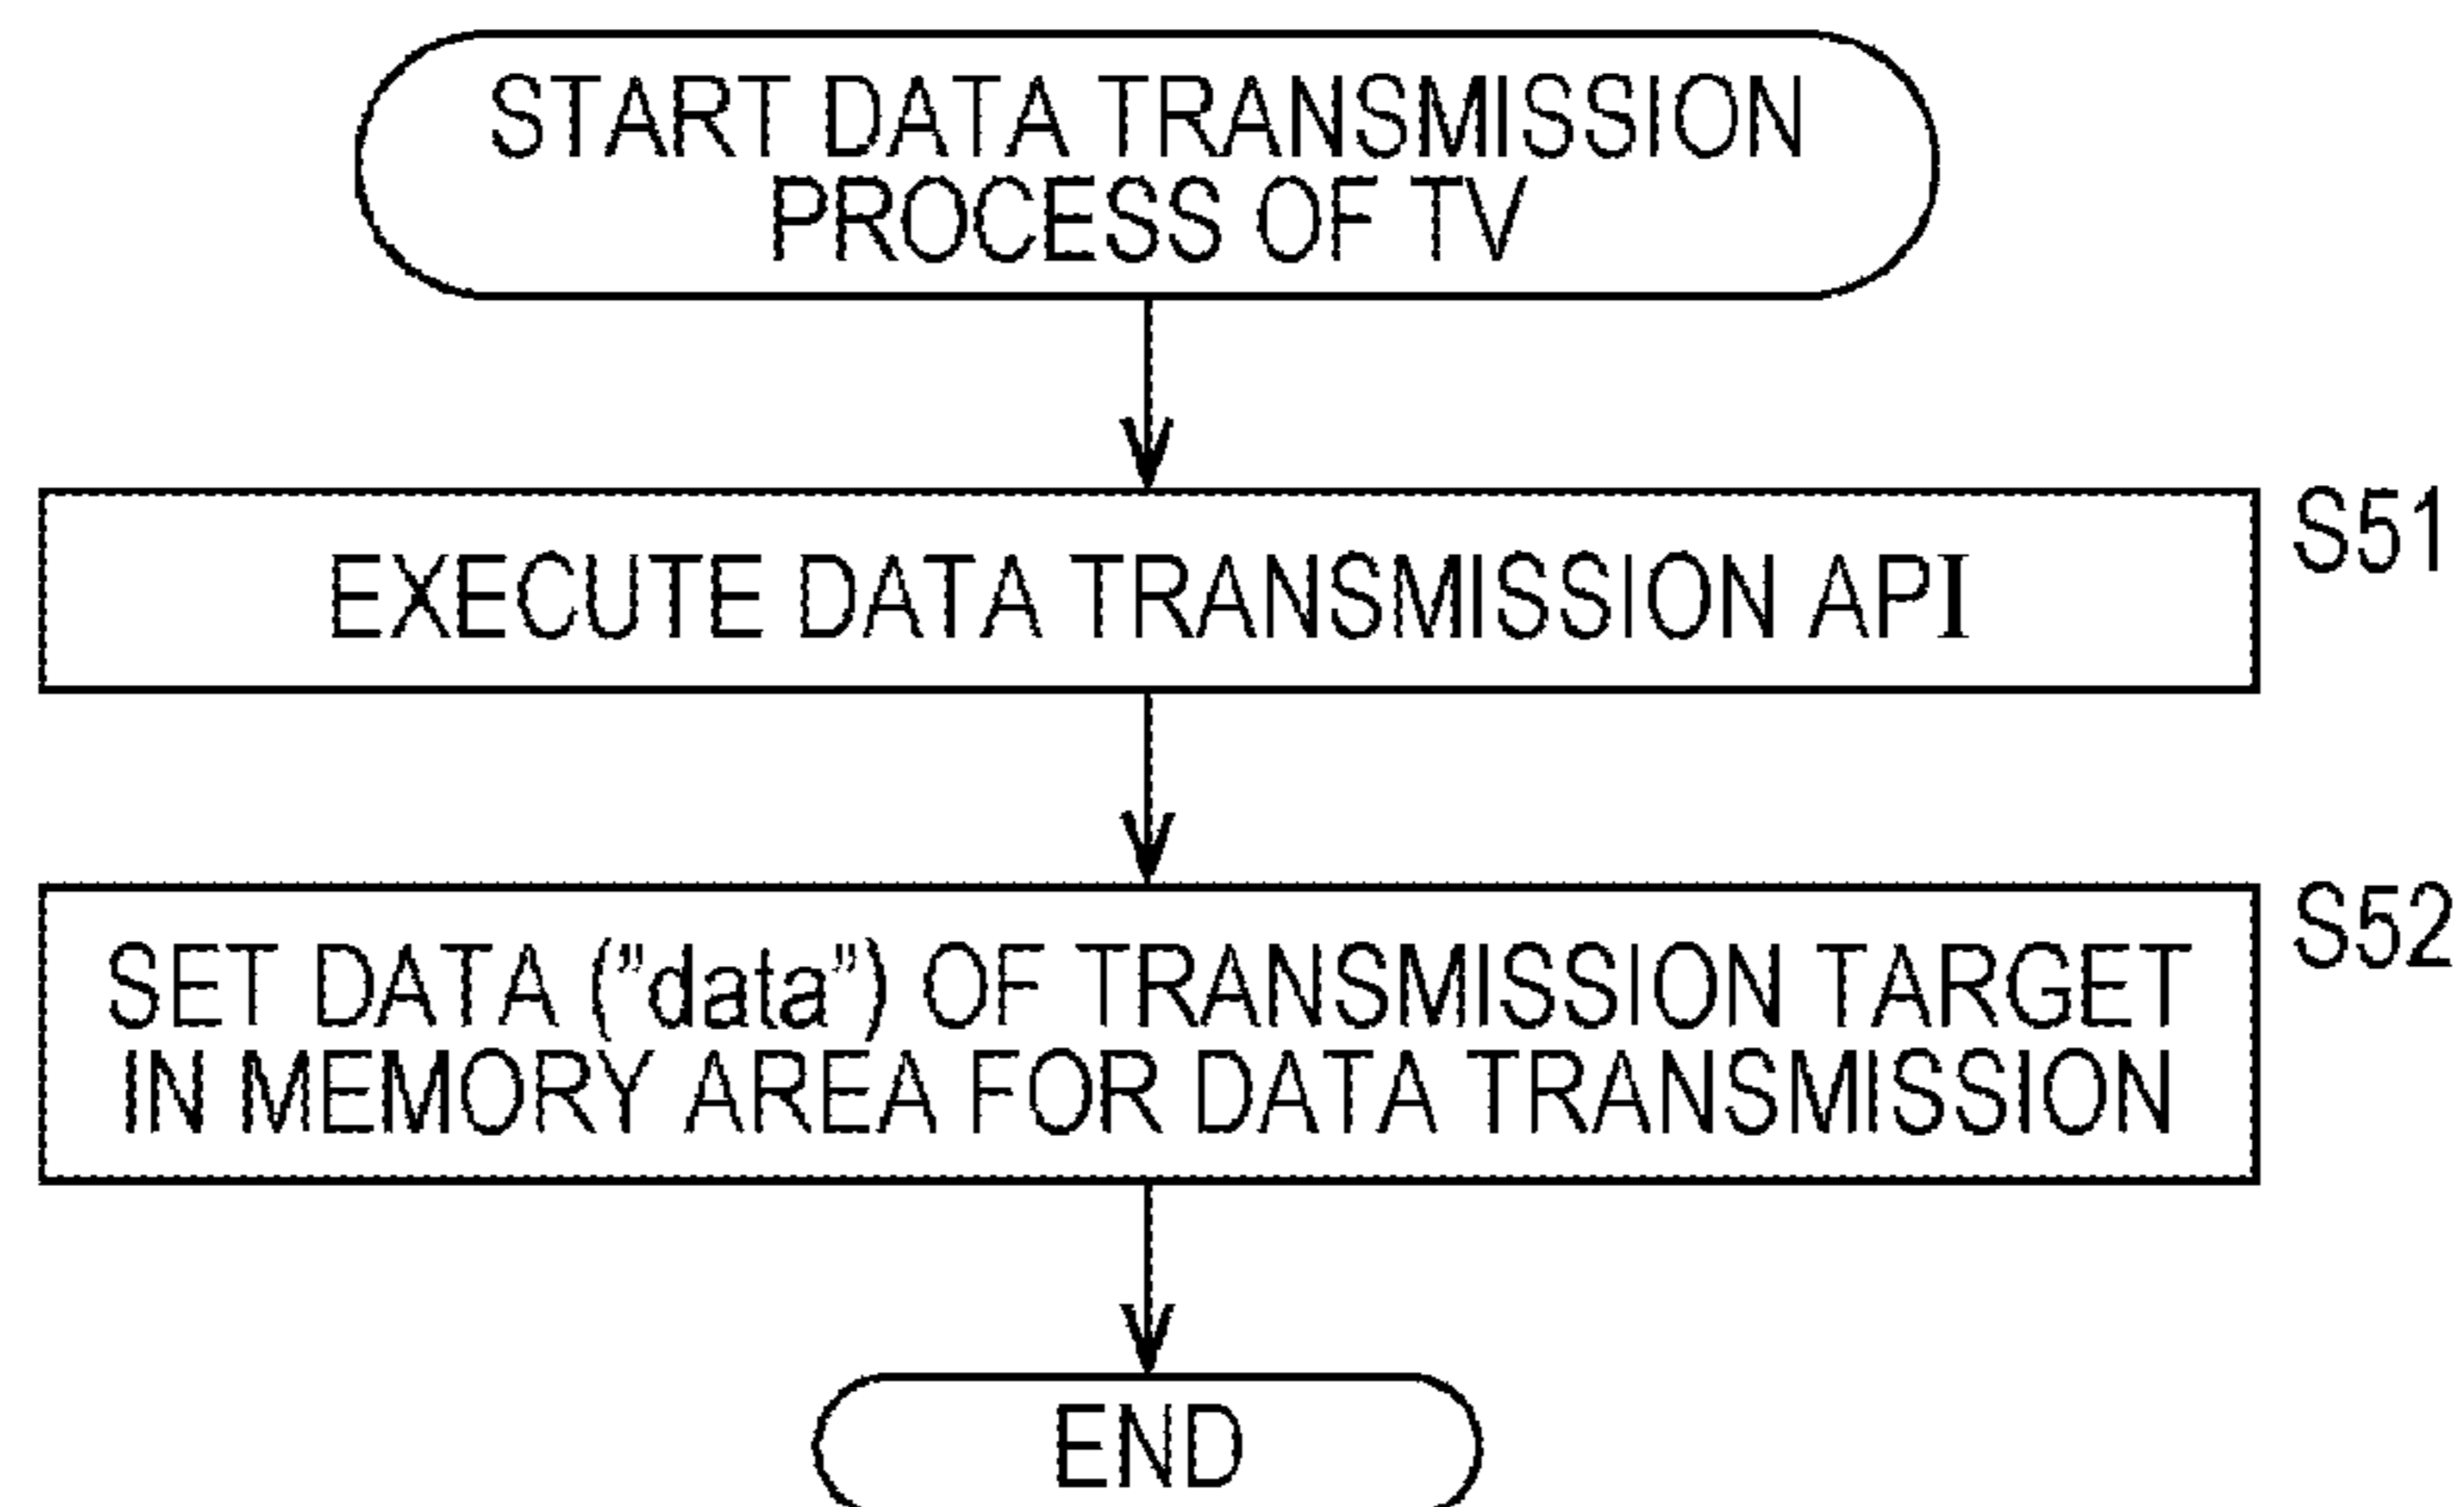 START DATA TRANSMISSION
PROCESS OF TV
EXECUTE DATA TRANSMISSION API
S51
SET DATA ("data") OF TRANSMISSION TARGET
IN MEMORY AREA FOR DATA TRANSMISSION
S52
END